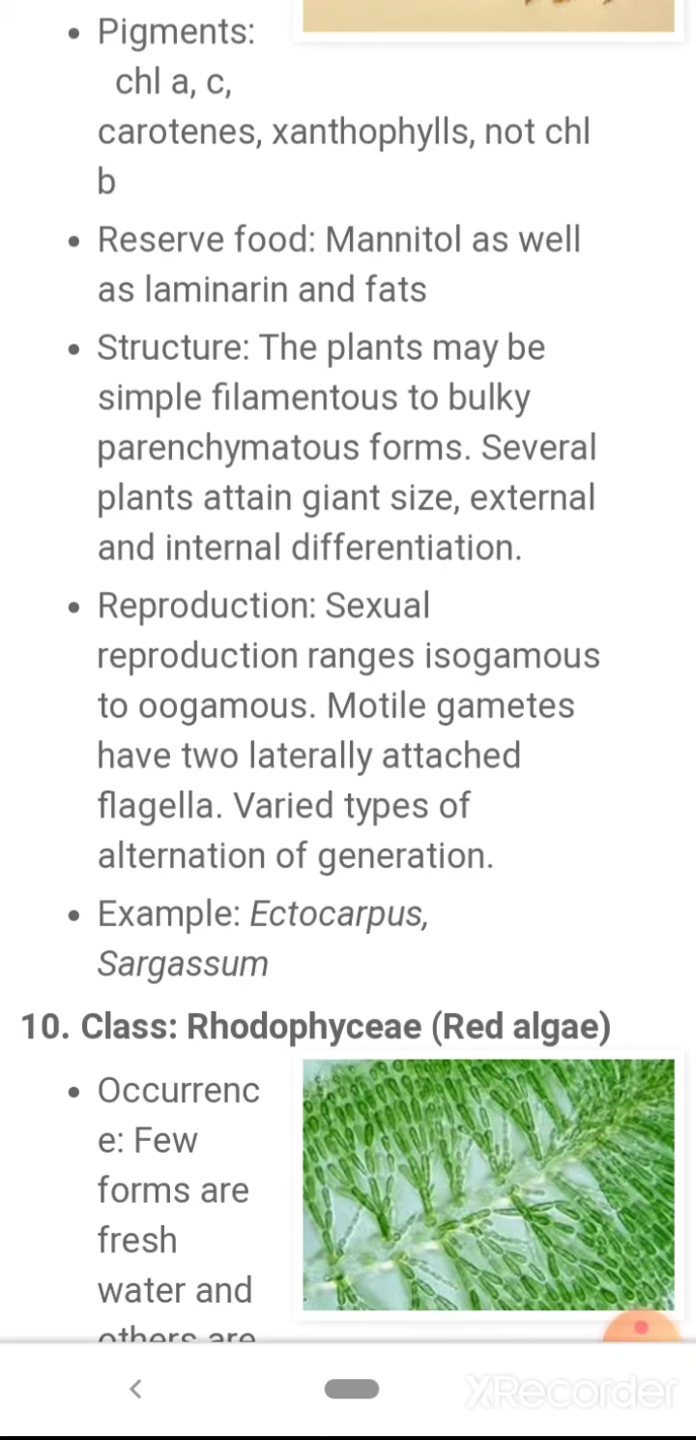 • Pigments:
chl a, c,
carotenes, xanthophylls, not chl
b
• Reserve food: Mannitol as well
as laminarin and fats
• Structure: The plants may be
simple filamentous to bulky
parenchymatous forms. Several
plants attain giant size, external
and internal differentiation.
• Reproduction: Sexual
reproduction ranges isogamous
to oogamous. Motile gametes
have two laterally attached
flagella. Varied types of
alternation of generation.
• Example: Ectocarpus,
Sargassum
10. Class: Rhodophyceae (Red algae)
• Occurrenc
e: Few
forms are
fresh
water and
others are
XRecorder